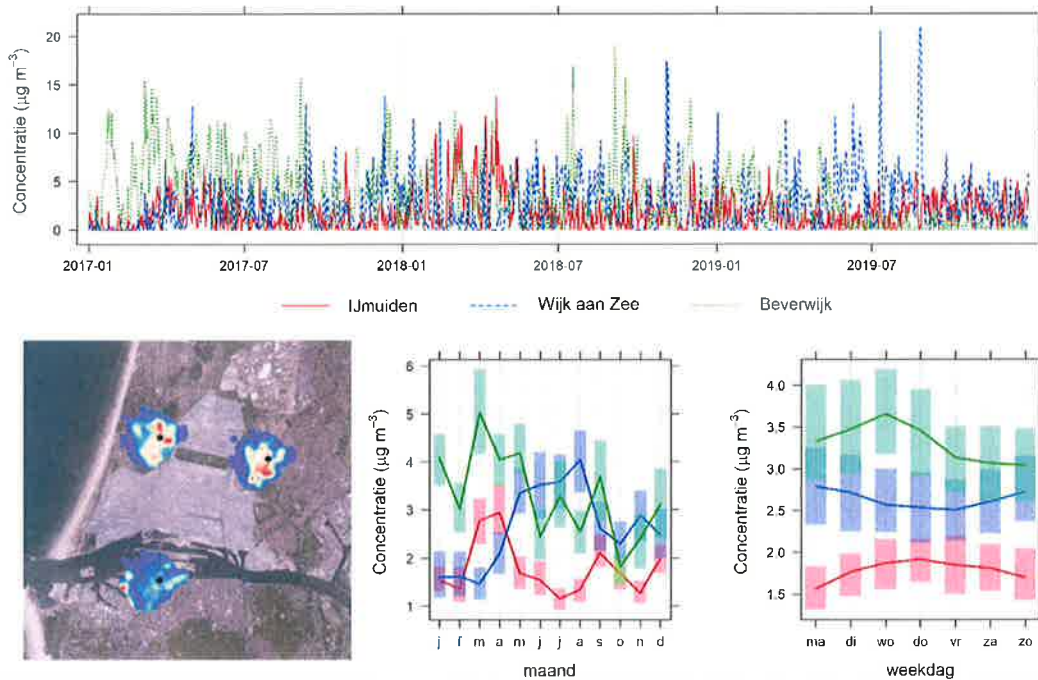 Concentratie (µg m⁻³)
20
15
10
5
0
2017-01 2017-07 2018-01 2018-07 2019-01 2019-07
IJmuiden Wijk aan Zee Beverwijk
Concentratie (µg m⁻³)
6
5
4
3
2
1
j f m a m j j a s o n d
maand
Concentratie (µg m⁻³)
4.0
3.5
3.0
2.5
2.0
1.5
ma di wo do vr za zo
weekdag